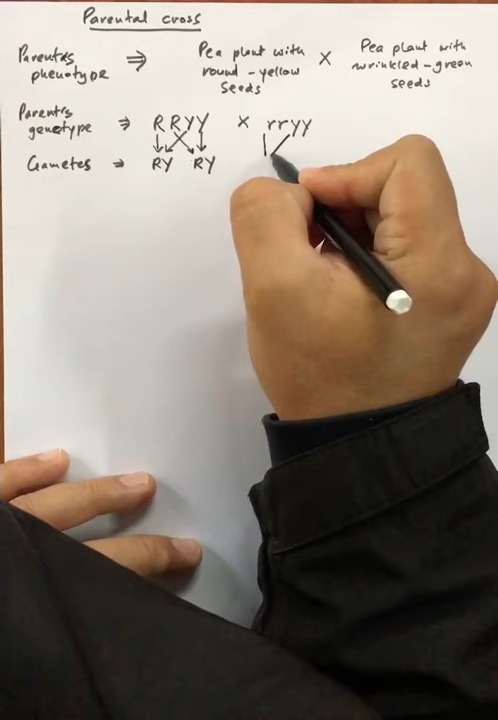 Parental cross
Parent's phenotype ⇒ Pea plant with round-yellow seeds × Pea plant with wrinkled-green seeds
Parent's genotype ⇒ RRYY × rryy
Gametes ⇒ RY RY